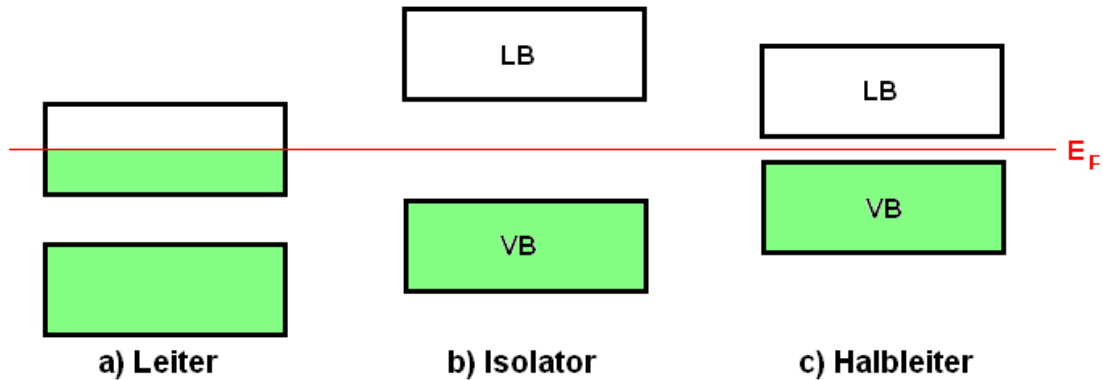 LB
LB
E_F
VB
VB
a) Leiter
b) Isolator
c) Halbleiter